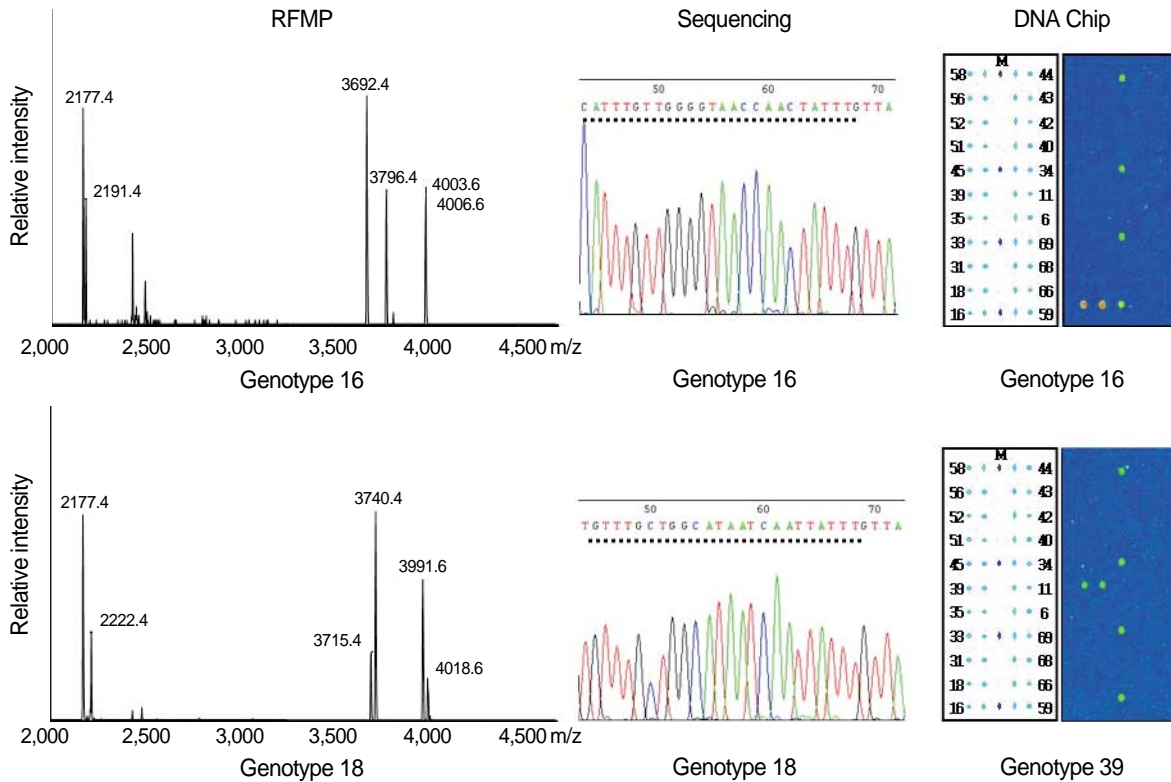 RFMP
Sequencing
DNA Chip
Relative intensity
2177.4
2191.4
3692.4
3796.4
4003.6
4006.6
2,000 2,500 3,000 3,500 4,000 4,500 m/z
Genotype 16
50 60 70
CATTTGTTGGGGTAACCAACTATTTGTTA
Genotype 16
M
58 44
56 43
52 42
51 40
45 34
39 11
35 6
33 69
31 68
18 66
16 59
Genotype 16
Relative intensity
2177.4
2222.4
3715.4
3740.4
3991.6
4018.6
2,000 2,500 3,000 3,500 4,000 4,500 m/z
Genotype 18
50 60 70
TGTTTGCTGGCATAATCAATTATTTGTTA
Genotype 18
M
58 44
56 43
52 42
51 40
45 34
39 11
35 6
33 69
31 68
18 66
16 59
Genotype 39